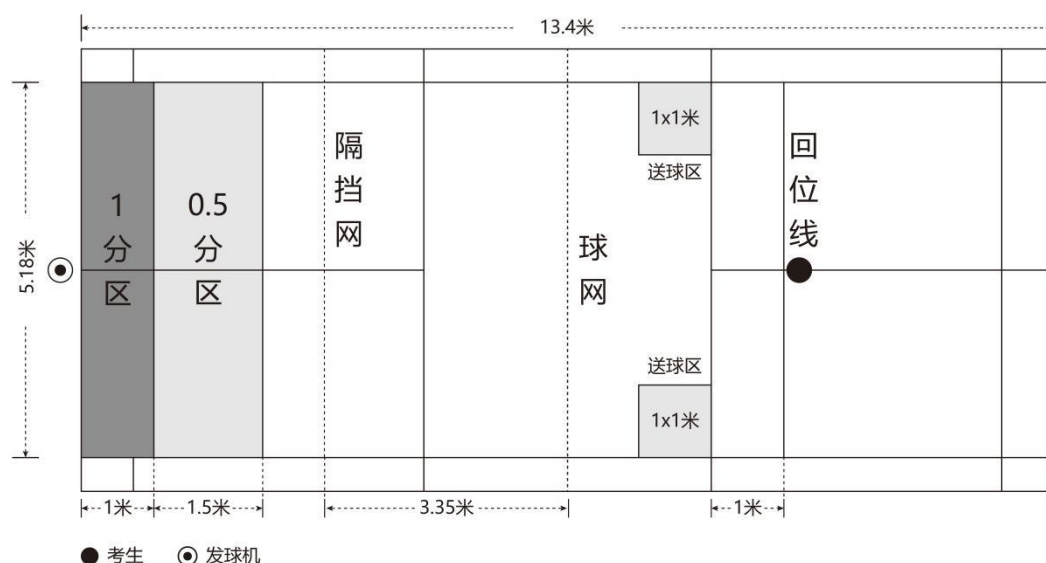 13.4米
5.18米
1分区
0.5分区
隔挡网
球网
1x1米
送球区
回位线
送球区
1x1米
1米
1.5米
3.35米
1米
考生
发球机